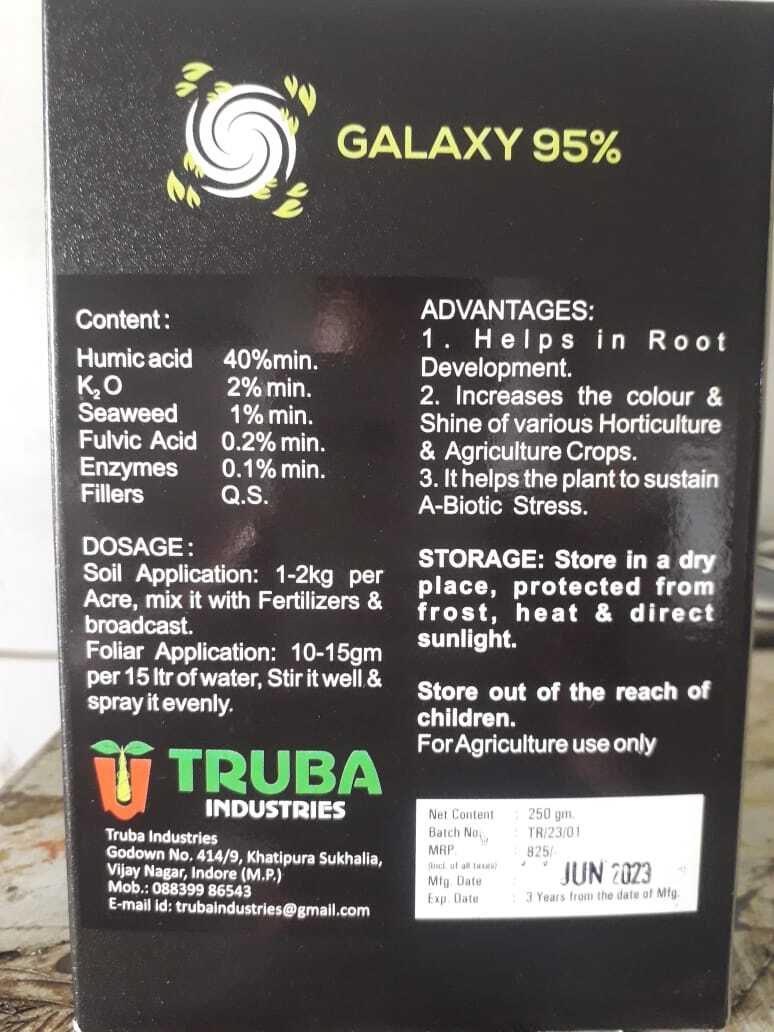 GALAXY 95%
Content :
Humic acid 40%min.
K₂O 2% min.
Seaweed 1% min.
Fulvic Acid 0.2% min.
Enzymes 0.1% min.
Fillers Q.S.
DOSAGE :
Soil Application: 1-2kg per
Acre, mix it with Fertilizers &
broadcast.
Foliar Application: 10-15gm
per 15 ltr of water, Stir it well &
spray it evenly.
ADVANTAGES:
1. Helps in Root
Development.
2. Increases the colour &
Shine of various Horticulture
& Agriculture Crops.
3. It helps the plant to sustain
A-Biotic Stress.
STORAGE: Store in a dry
place, protected from
frost, heat & direct
sunlight.
Store out of the reach of
children.
For Agriculture use only
TRUBA
INDUSTRIES
Truba Industries
Godown No. 414/9, Khatipura Sukhalia,
Vijay Nagar, Indore (M.P.)
Mob.: 088399 86543
E-mail id: trubaindustries@gmail.com
Net Content : 250 gm.
Batch No. : TR/23/01
MRP. : 825/-
(Incl. of all taxes)
Mfg. Date : JUN 2023
Exp. Date : 3 Years from the date of Mfg.